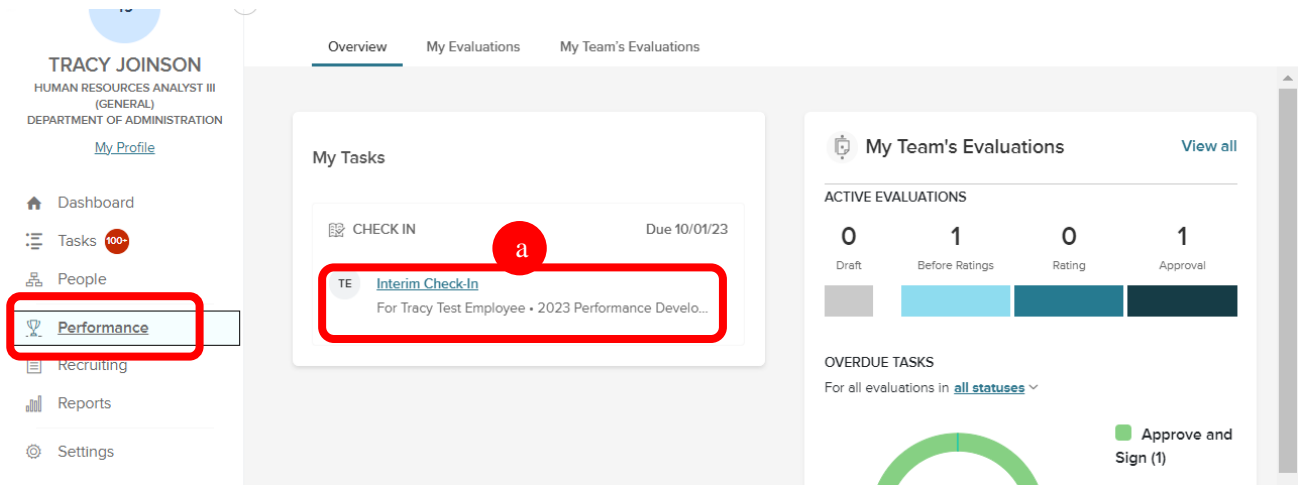 TRACY JOINSON
HUMAN RESOURCES ANALYST III
(GENERAL)
DEPARTMENT OF ADMINISTRATION
My Profile
Dashboard
Tasks 100+
People
Performance
Recruiting
Reports
Settings
Overview My Evaluations My Team's Evaluations
My Tasks
CHECK IN Due 10/01/23
a
TE Interim Check-In
For Tracy Test Employee • 2023 Performance Develo...
My Team's Evaluations View all
ACTIVE EVALUATIONS
0 1 0 1
Draft Before Ratings Rating Approval
OVERDUE TASKS
For all evaluations in all statuses
Approve and
Sign (1)